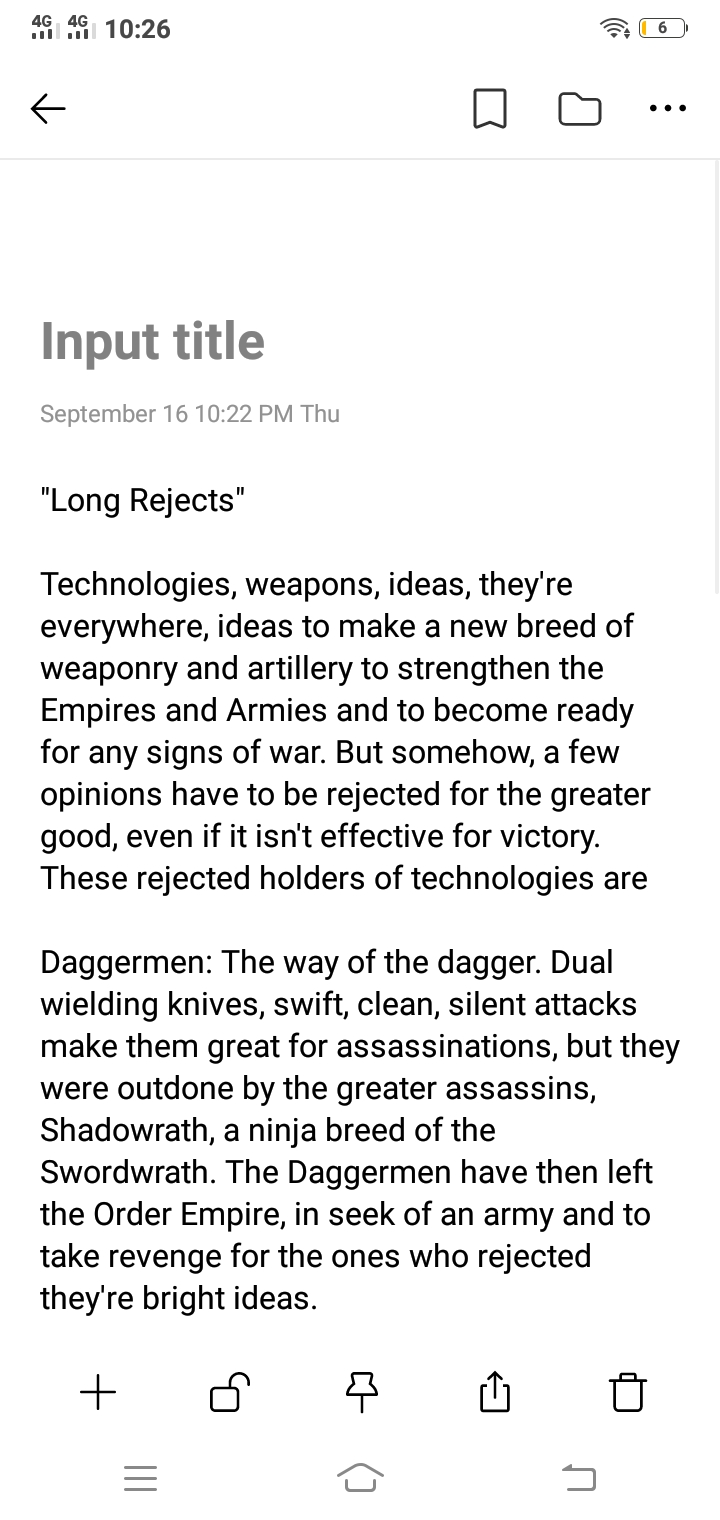 4G 4G 10:26 6
Input title
September 16 10:22 PM Thu
"Long Rejects"
Technologies, weapons, ideas, they're
everywhere, ideas to make a new breed of
weaponry and artillery to strengthen the
Empires and Armies and to become ready
for any signs of war. But somehow, a few
opinions have to be rejected for the greater
good, even if it isn't effective for victory.
These rejected holders of technologies are
Daggermen: The way of the dagger. Dual
wielding knives, swift, clean, silent attacks
make them great for assassinations, but they
were outdone by the greater assassins,
Shadowrath, a ninja breed of the
Swordwrath. The Daggermen have then left
the Order Empire, in seek of an army and to
take revenge for the ones who rejected
they're bright ideas.